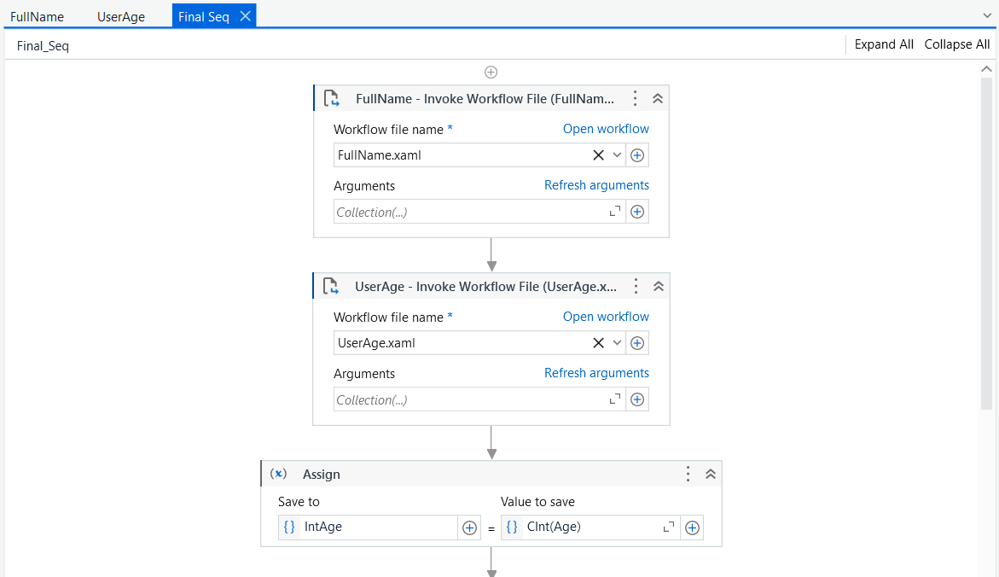 FullName UserAge Final Seq
Final_Seq Expand All Collapse All
FullName - Invoke Workflow File (FullNam...
Workflow file name * Open workflow
FullName.xaml
Arguments Refresh arguments
Collection(...)
UserAge - Invoke Workflow File (UserAge.x...
Workflow file name * Open workflow
UserAge.xaml
Arguments Refresh arguments
Collection(...)
(x) Assign
Save to Value to save
{} IntAge = {} CInt(Age)